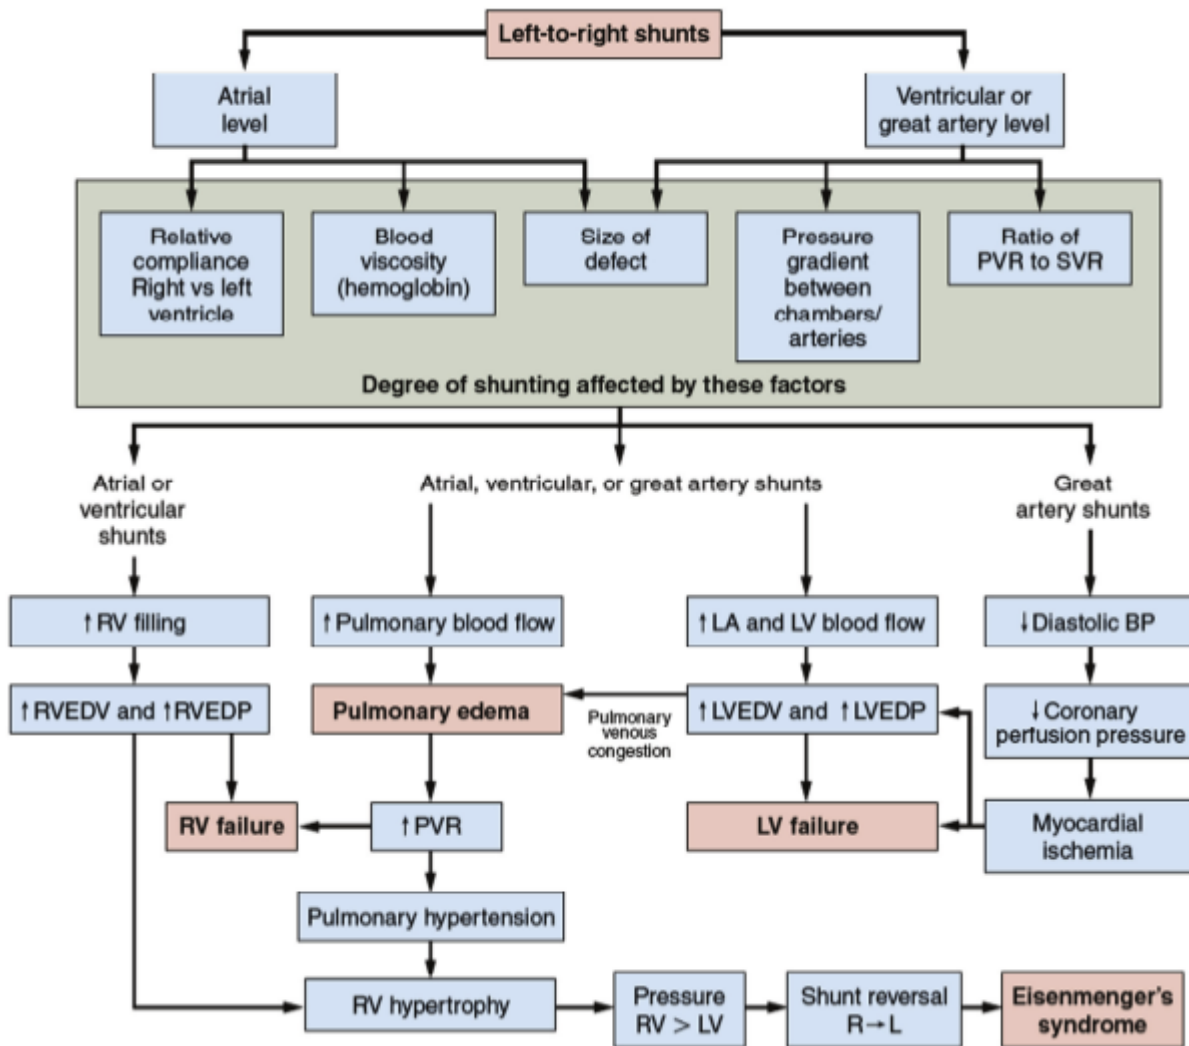 Left-to-right shunts
Atrial
level
Ventricular or
great artery level
Relative
compliance
Right vs left
ventricle
Blood
viscosity
(hemoglobin)
Size of
defect
Pressure
gradient
between
chambers/
arteries
Ratio of
PVR to SVR
Degree of shunting affected by these factors
Atrial or
ventricular
shunts
Atrial, ventricular, or great artery shunts
Great
artery shunts
↑RV filling
↑Pulmonary blood flow
↑LA and LV blood flow
↓Diastolic BP
↑RVEDV and ↑RVEDP
Pulmonary edema
Pulmonary
venous
congestion
↑LVEDV and ↑LVEDP
↓Coronary
perfusion pressure
RV failure
↑PVR
LV failure
Myocardial
ischemia
Pulmonary hypertension
RV hypertrophy
Pressure
RV > LV
Shunt reversal
R→L
Eisenmenger's
syndrome